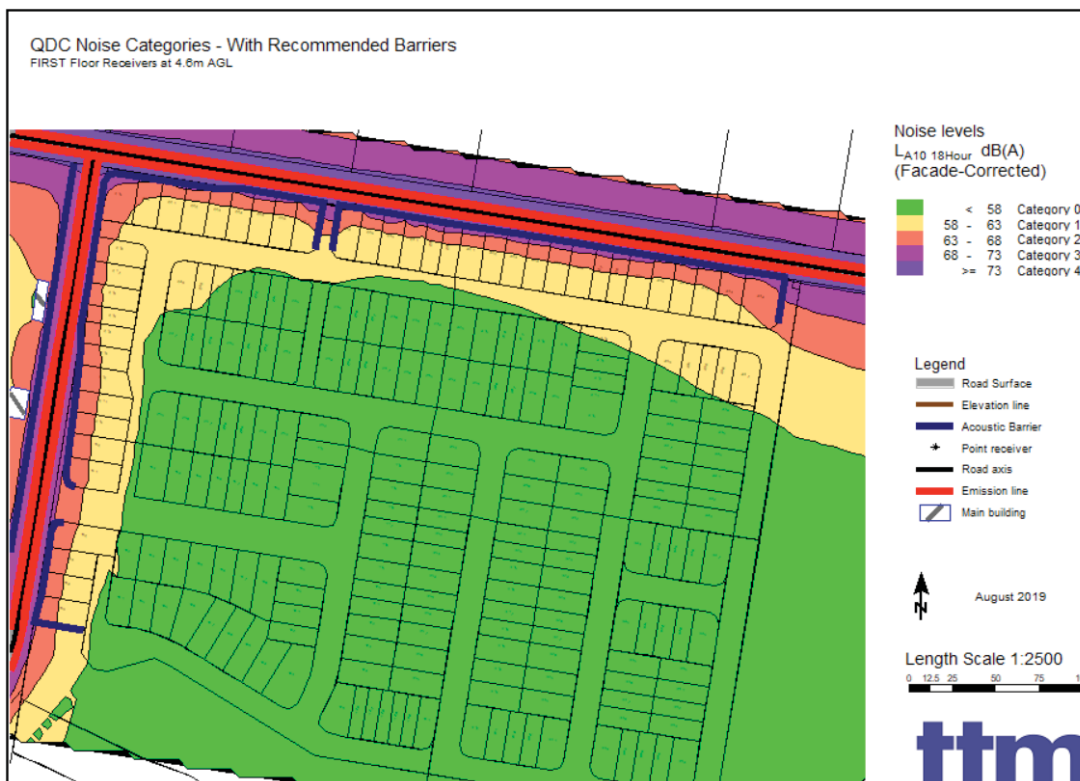 QDC Noise Categories - With Recommended Barriers
FIRST Floor Receivers at 4.6m AGL
Noise levels
LA10 18Hour dB(A)
(Facade-Corrected)
< 58 Category 0
58 - 63 Category 1
63 - 68 Category 2
68 - 73 Category 3
>= 73 Category 4
Legend
Road Surface
Elevation line
Acoustic Barrier
Point receiver
Road axis
Emission line
Main building
N
August 2019
Length Scale 1:2500
0 12.5 25 50 75
ttm